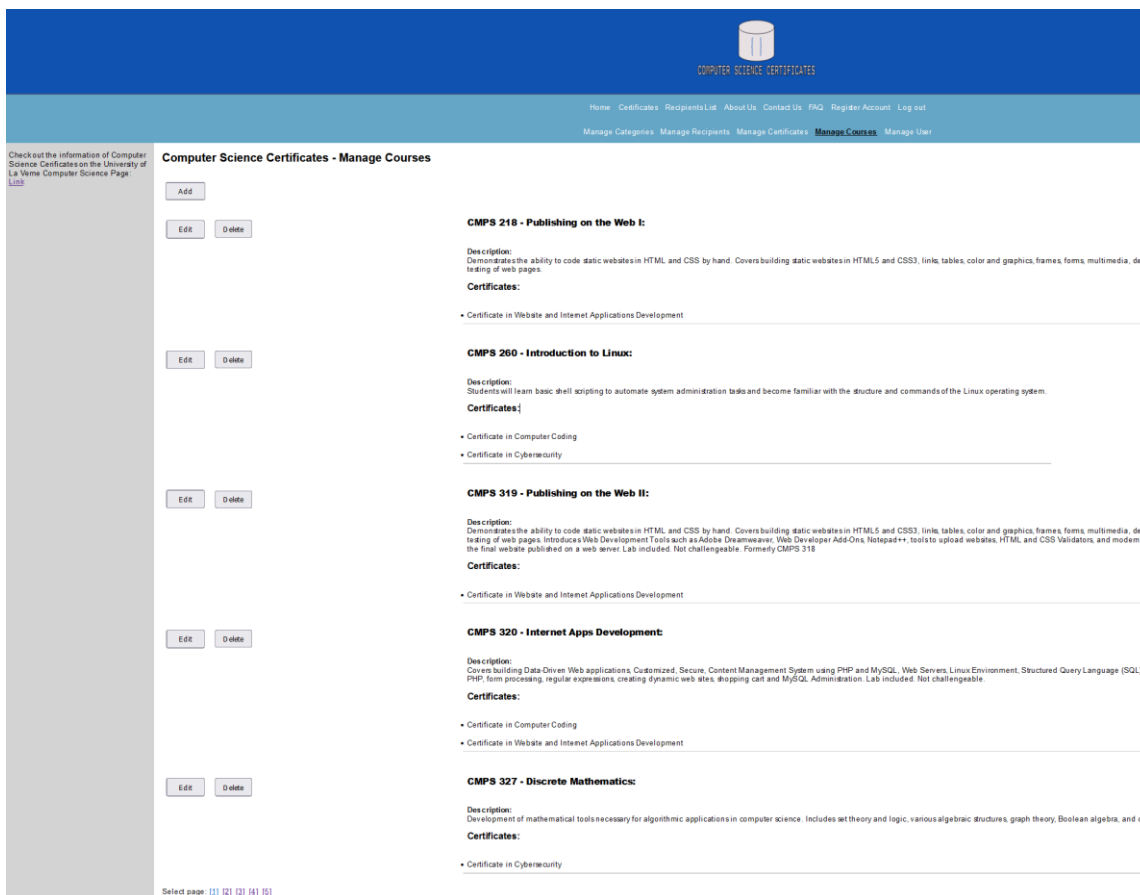 COMPUTER SCIENCE CERTIFICATES
Home Certificates Recipients List About Us Contact Us FAQ Register Account Log out
Manage Categories Manage Recipients Manage Certificates Manage Courses Manage User
Check out the information of Computer
Science Cerificates on the University of
La Verne Computer Science Page:
Link
Computer Science Certificates - Manage Courses
Add
Edit Delete
CMPS 218 - Publishing on the Web I:
Description:
Demonstrates the ability to code static websites in HTML and CSS by hand. Covers building static websites in HTML5 and CSS3, links, tables, color and graphics, frames, forms, multimedia, de
testing of web pages.
Certificates:
• Certificate in Website and Internet Applications Development
Edit Delete
CMPS 260 - Introduction to Linux:
Description:
Students will learn basic shell scripting to automate system administration tasks and become familiar with the structure and commands of the Linux operating system.
Certificates:
• Certificate in Computer Coding
• Certificate in Cybersecurity
Edit Delete
CMPS 319 - Publishing on the Web II:
Description:
Demonstrates the ability to code static websites in HTML and CSS by hand. Covers building static websites in HTML5 and CSS3, links, tables, color and graphics, frames, forms, multimedia, de
testing of web pages. Introduces Web Development Tools such as Adobe Dreamweaver, Web Developer Add-Ons, Notepad++, tools to upload websites, HTML and CSS Validators, and modern
the final website published on a web server. Lab included. Not challengeable. Formerly CMPS 318
Certificates:
• Certificate in Website and Internet Applications Development
Edit Delete
CMPS 320 - Internet Apps Development:
Description:
Covers building Data-Driven Web applications, Customized, Secure, Content Management System using PHP and MySQL, Web Servers, Linux Environment, Structured Query Language (SQL)
PHP, form processing, regular expressions, creating dynamic web sites, shopping cart and MySQL Administration. Lab included. Not challengeable.
Certificates:
• Certificate in Computer Coding
• Certificate in Website and Internet Applications Development
Edit Delete
CMPS 327 - Discrete Mathematics:
Description:
Development of mathematical tools necessary for algorithmic applications in computer science. Includes set theory and logic, various algebraic structures, graph theory, Boolean algebra, and
Certificates:
• Certificate in Cybersecurity
Select page: [1] [2] [3] [4] [5]